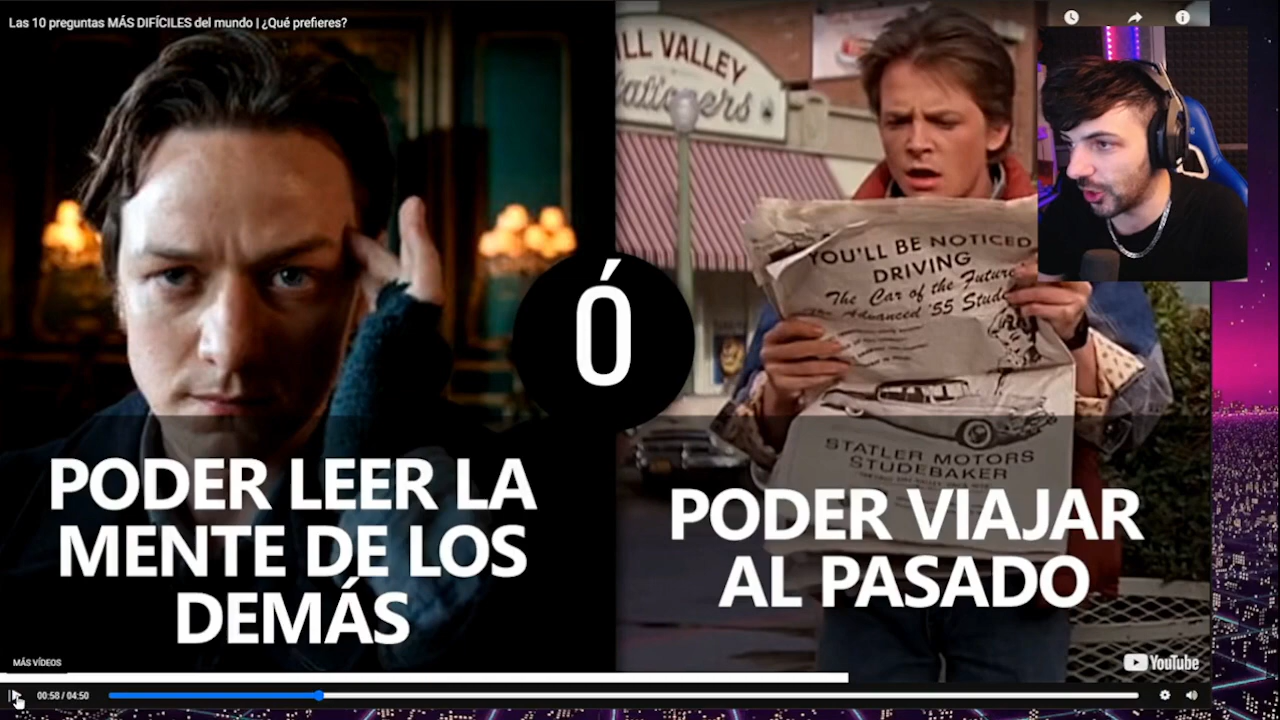 Las 10 preguntas MÁS DIFÍCILES del mundo | ¿Qué prefieres?
ILL VALLEY
Stationers
YOU'LL BE NOTICED
DRIVING
The Car of the Future
Advanced '55 Stude
STATLER MOTORS
STUDEBAKER
Ó
PODER LEER LA
MENTE DE LOS
DEMÁS
PODER VIAJAR
AL PASADO
MÁS VÍDEOS
YouTube
00:58 / 04:50